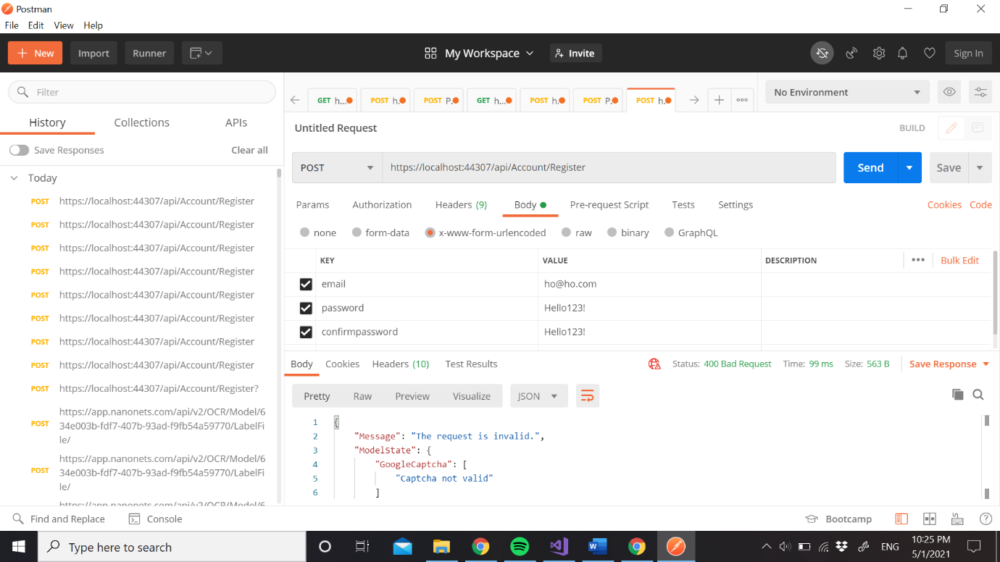 Postman
File Edit View Help
New Import Runner My Workspace Invite Sign In
Filter
History Collections APIs
Save Responses Clear all
Today
POST https://localhost:44307/api/Account/Register
POST https://localhost:44307/api/Account/Register
POST https://localhost:44307/api/Account/Register
POST https://localhost:44307/api/Account/Register
POST https://localhost:44307/api/Account/Register
POST https://localhost:44307/api/Account/Register
POST https://localhost:44307/api/Account/Register
POST https://localhost:44307/api/Account/Register
POST https://localhost:44307/api/Account/Register?
POST https://app.nanonets.com/api/v2/OCR/Model/6
34e003b-fdf7-407b-93ad-f9fb54a59770/LabelFi
le/
POST https://app.nanonets.com/api/v2/OCR/Model/6
34e003b-fdf7-407b-93ad-f9fb54a59770/LabelFi
le/
https://app.nanonets.com/api/v2/OCR/Model/6
GET h... POST h. POST P. GET h... POST h. POST P. POST h. No Environment
Untitled Request BUILD
POST https://localhost:44307/api/Account/Register Send Save
Params Authorization Headers (9) Body Pre-request Script Tests Settings Cookies Code
none form-data x-www-form-urlencoded raw binary GraphQL
KEY VALUE DESCRIPTION ••• Bulk Edit
email ho@ho.com
password Hello123!
confirmpassword Hello123!
Body Cookies Headers (10) Test Results Status: 400 Bad Request Time: 99 ms Size: 563 B Save Response
Pretty Raw Preview Visualize JSON
1 {
2 "Message": "The request is invalid.",
3 "ModelState": {
4 "GoogleCaptcha": [
5 "Captcha not valid"
6 ]
Find and Replace Console Bootcamp
Type here to search ENG 10:25 PM
5/1/2021